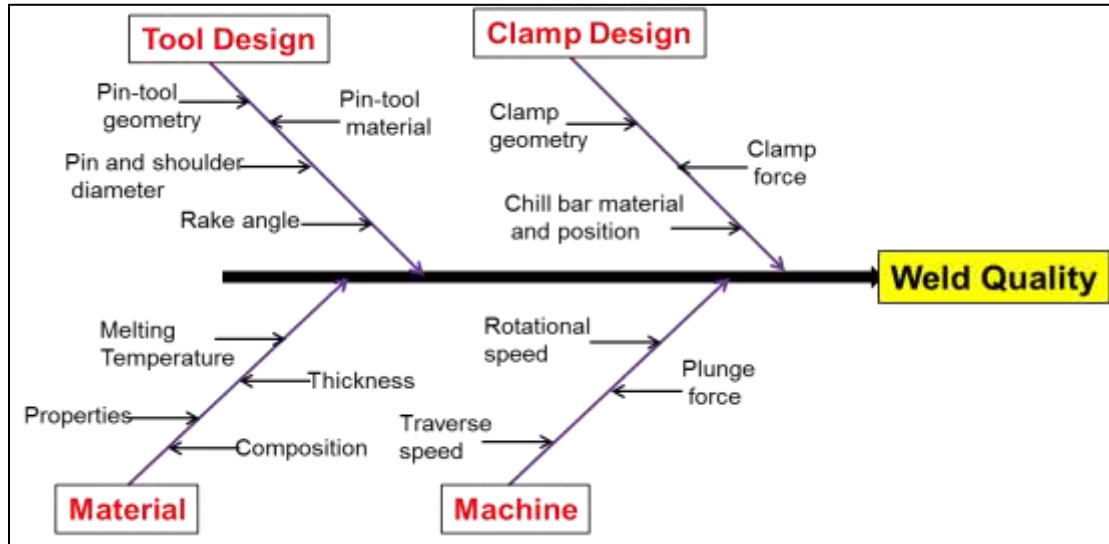 Tool Design
Pin-tool
geometry
Pin-tool
material
Pin and shoulder
diameter
Rake angle
Clamp Design
Clamp
geometry
Clamp
force
Chill bar material
and position
Weld Quality
Melting
Temperature
Thickness
Properties
Composition
Material
Rotational
speed
Plunge
force
Traverse
speed
Machine